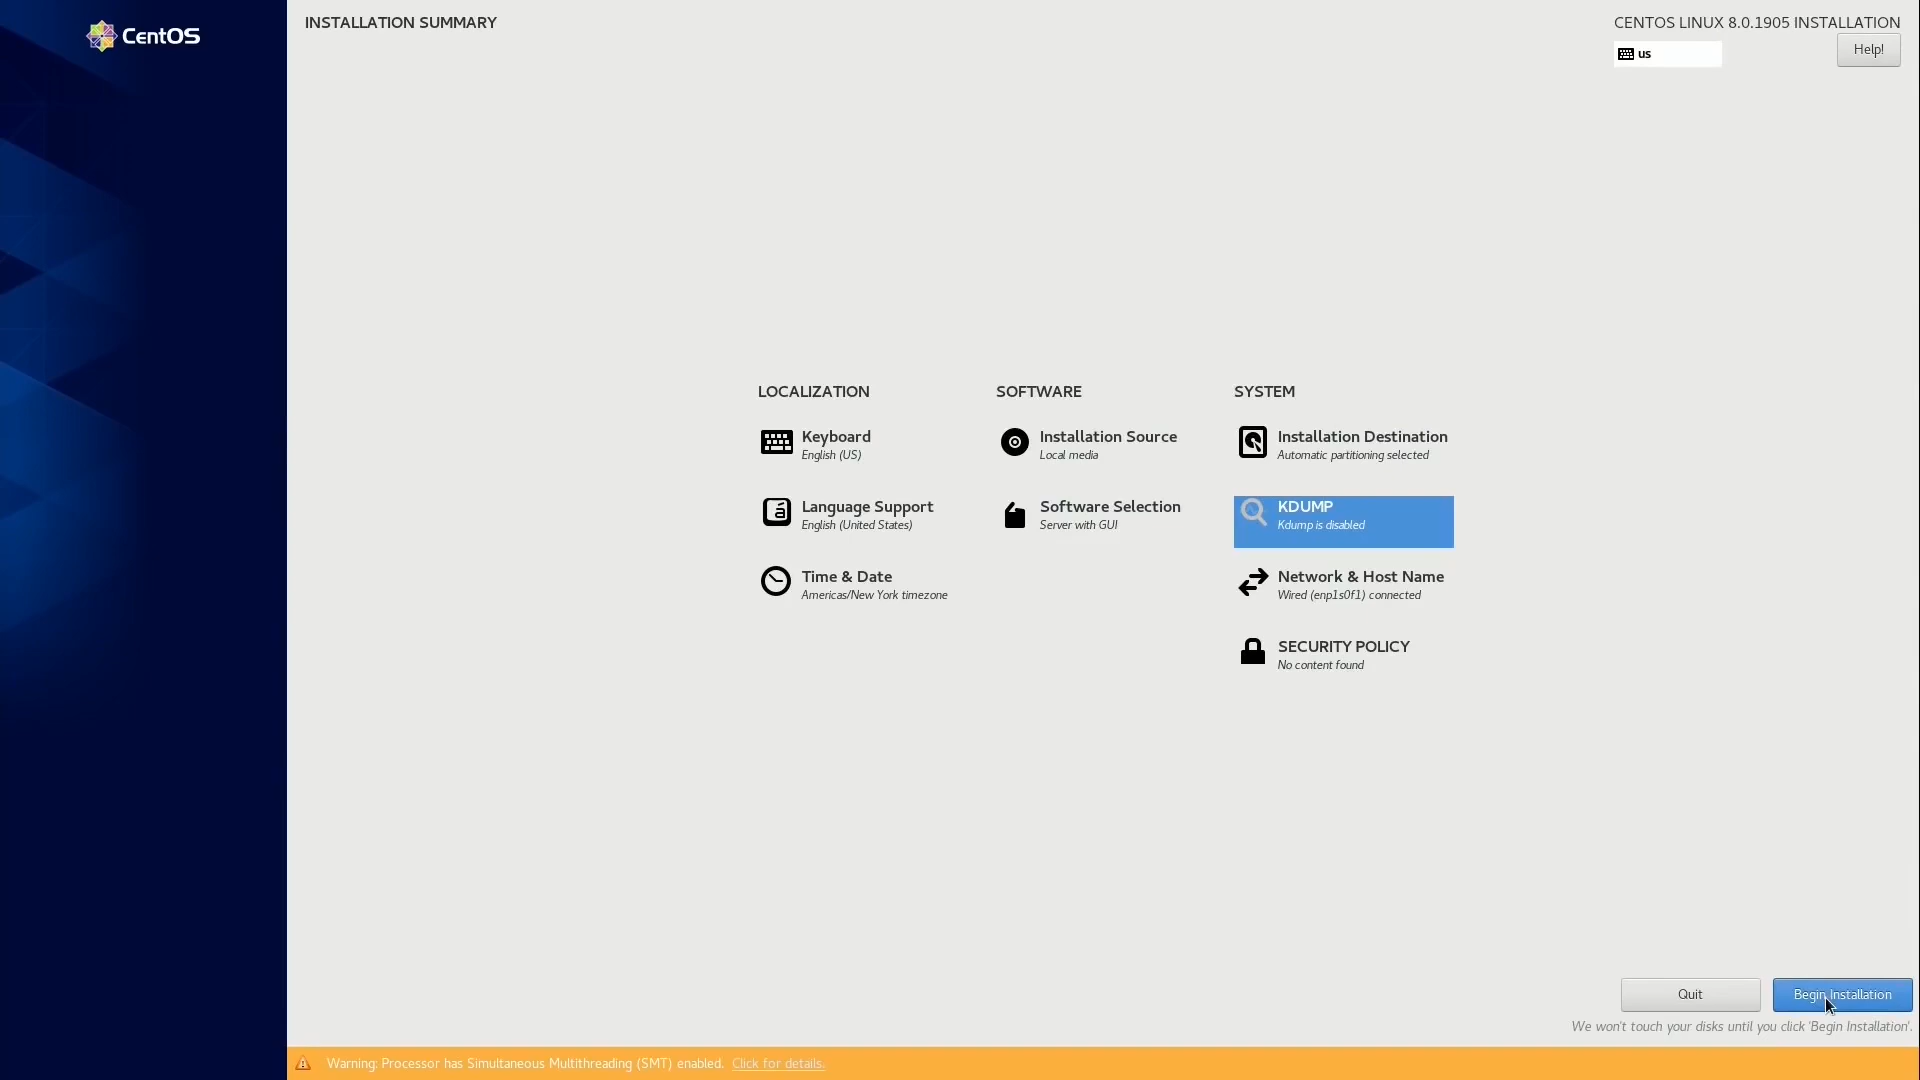 CentOS
INSTALLATION SUMMARY
CENTOS LINUX 8.0.1905 INSTALLATION
us
Help!
LOCALIZATION
Keyboard
English (US)
Language Support
English (United States)
Time & Date
Americas/New York timezone
SOFTWARE
Installation Source
Local media
Software Selection
Server with GUI
SYSTEM
Installation Destination
Automatic partitioning selected
KDUMP
Kdump is disabled
Network & Host Name
Wired (enp1s0f1) connected
SECURITY POLICY
No content found
Quit
Begin Installation
We won't touch your disks until you click 'Begin Installation'.
Warning: Processor has Simultaneous Multithreading (SMT) enabled. Click for details.